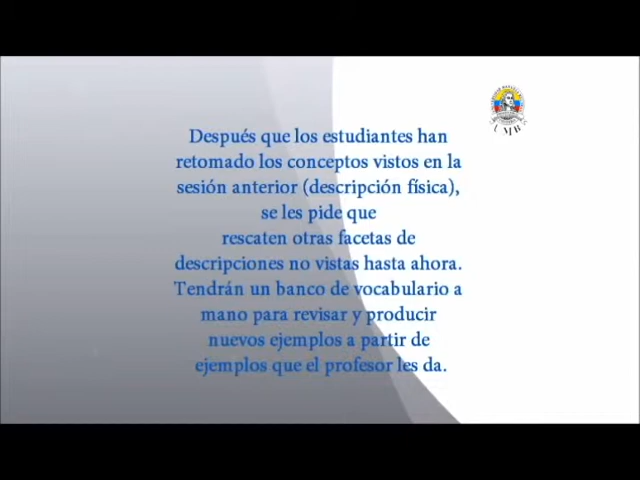 UMB
Después que los estudiantes han
retomado los conceptos vistos en la
sesión anterior (descripción física),
se les pide que
rescaten otras facetas de
descripciones no vistas hasta ahora.
Tendrán un banco de vocabulario a
mano para revisar y producir
nuevos ejemplos a partir de
ejemplos que el profesor les da.